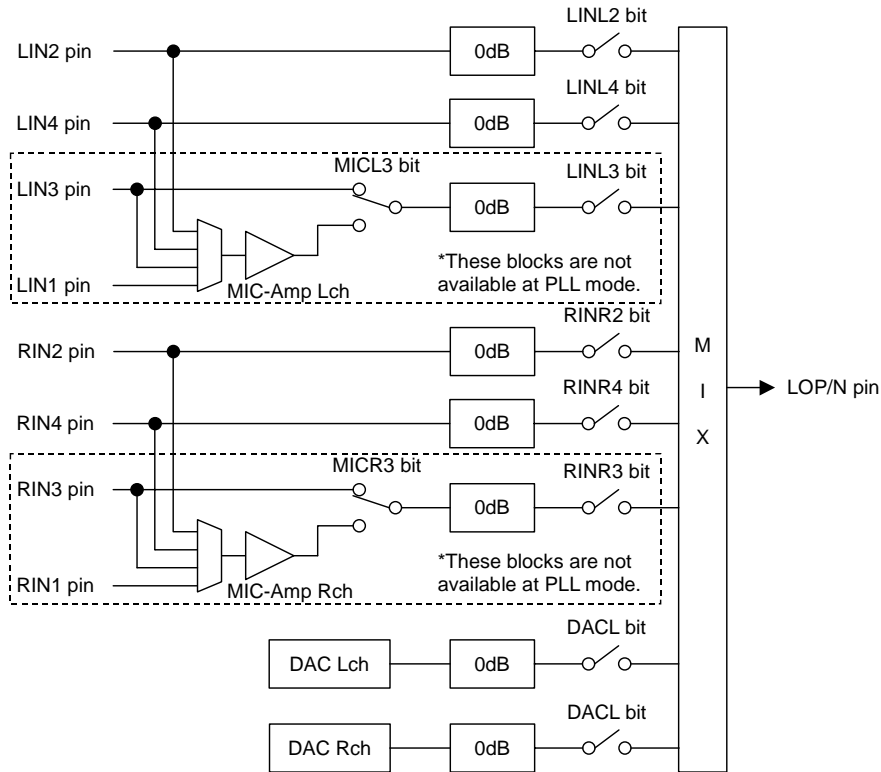 LINL2 bit
LIN2 pin
0dB
LINL4 bit
LIN4 pin
0dB
MICL3 bit
LINL3 bit
LIN3 pin
0dB
*These blocks are not
available at PLL mode.
LIN1 pin
MIC-Amp Lch
RINR2 bit
RIN2 pin
0dB
M
I
X
LOP/N pin
RINR4 bit
RIN4 pin
0dB
MICR3 bit
RINR3 bit
RIN3 pin
0dB
*These blocks are not
available at PLL mode.
RIN1 pin
MIC-Amp Rch
DACL bit
DAC Lch
0dB
DACL bit
DAC Rch
0dB